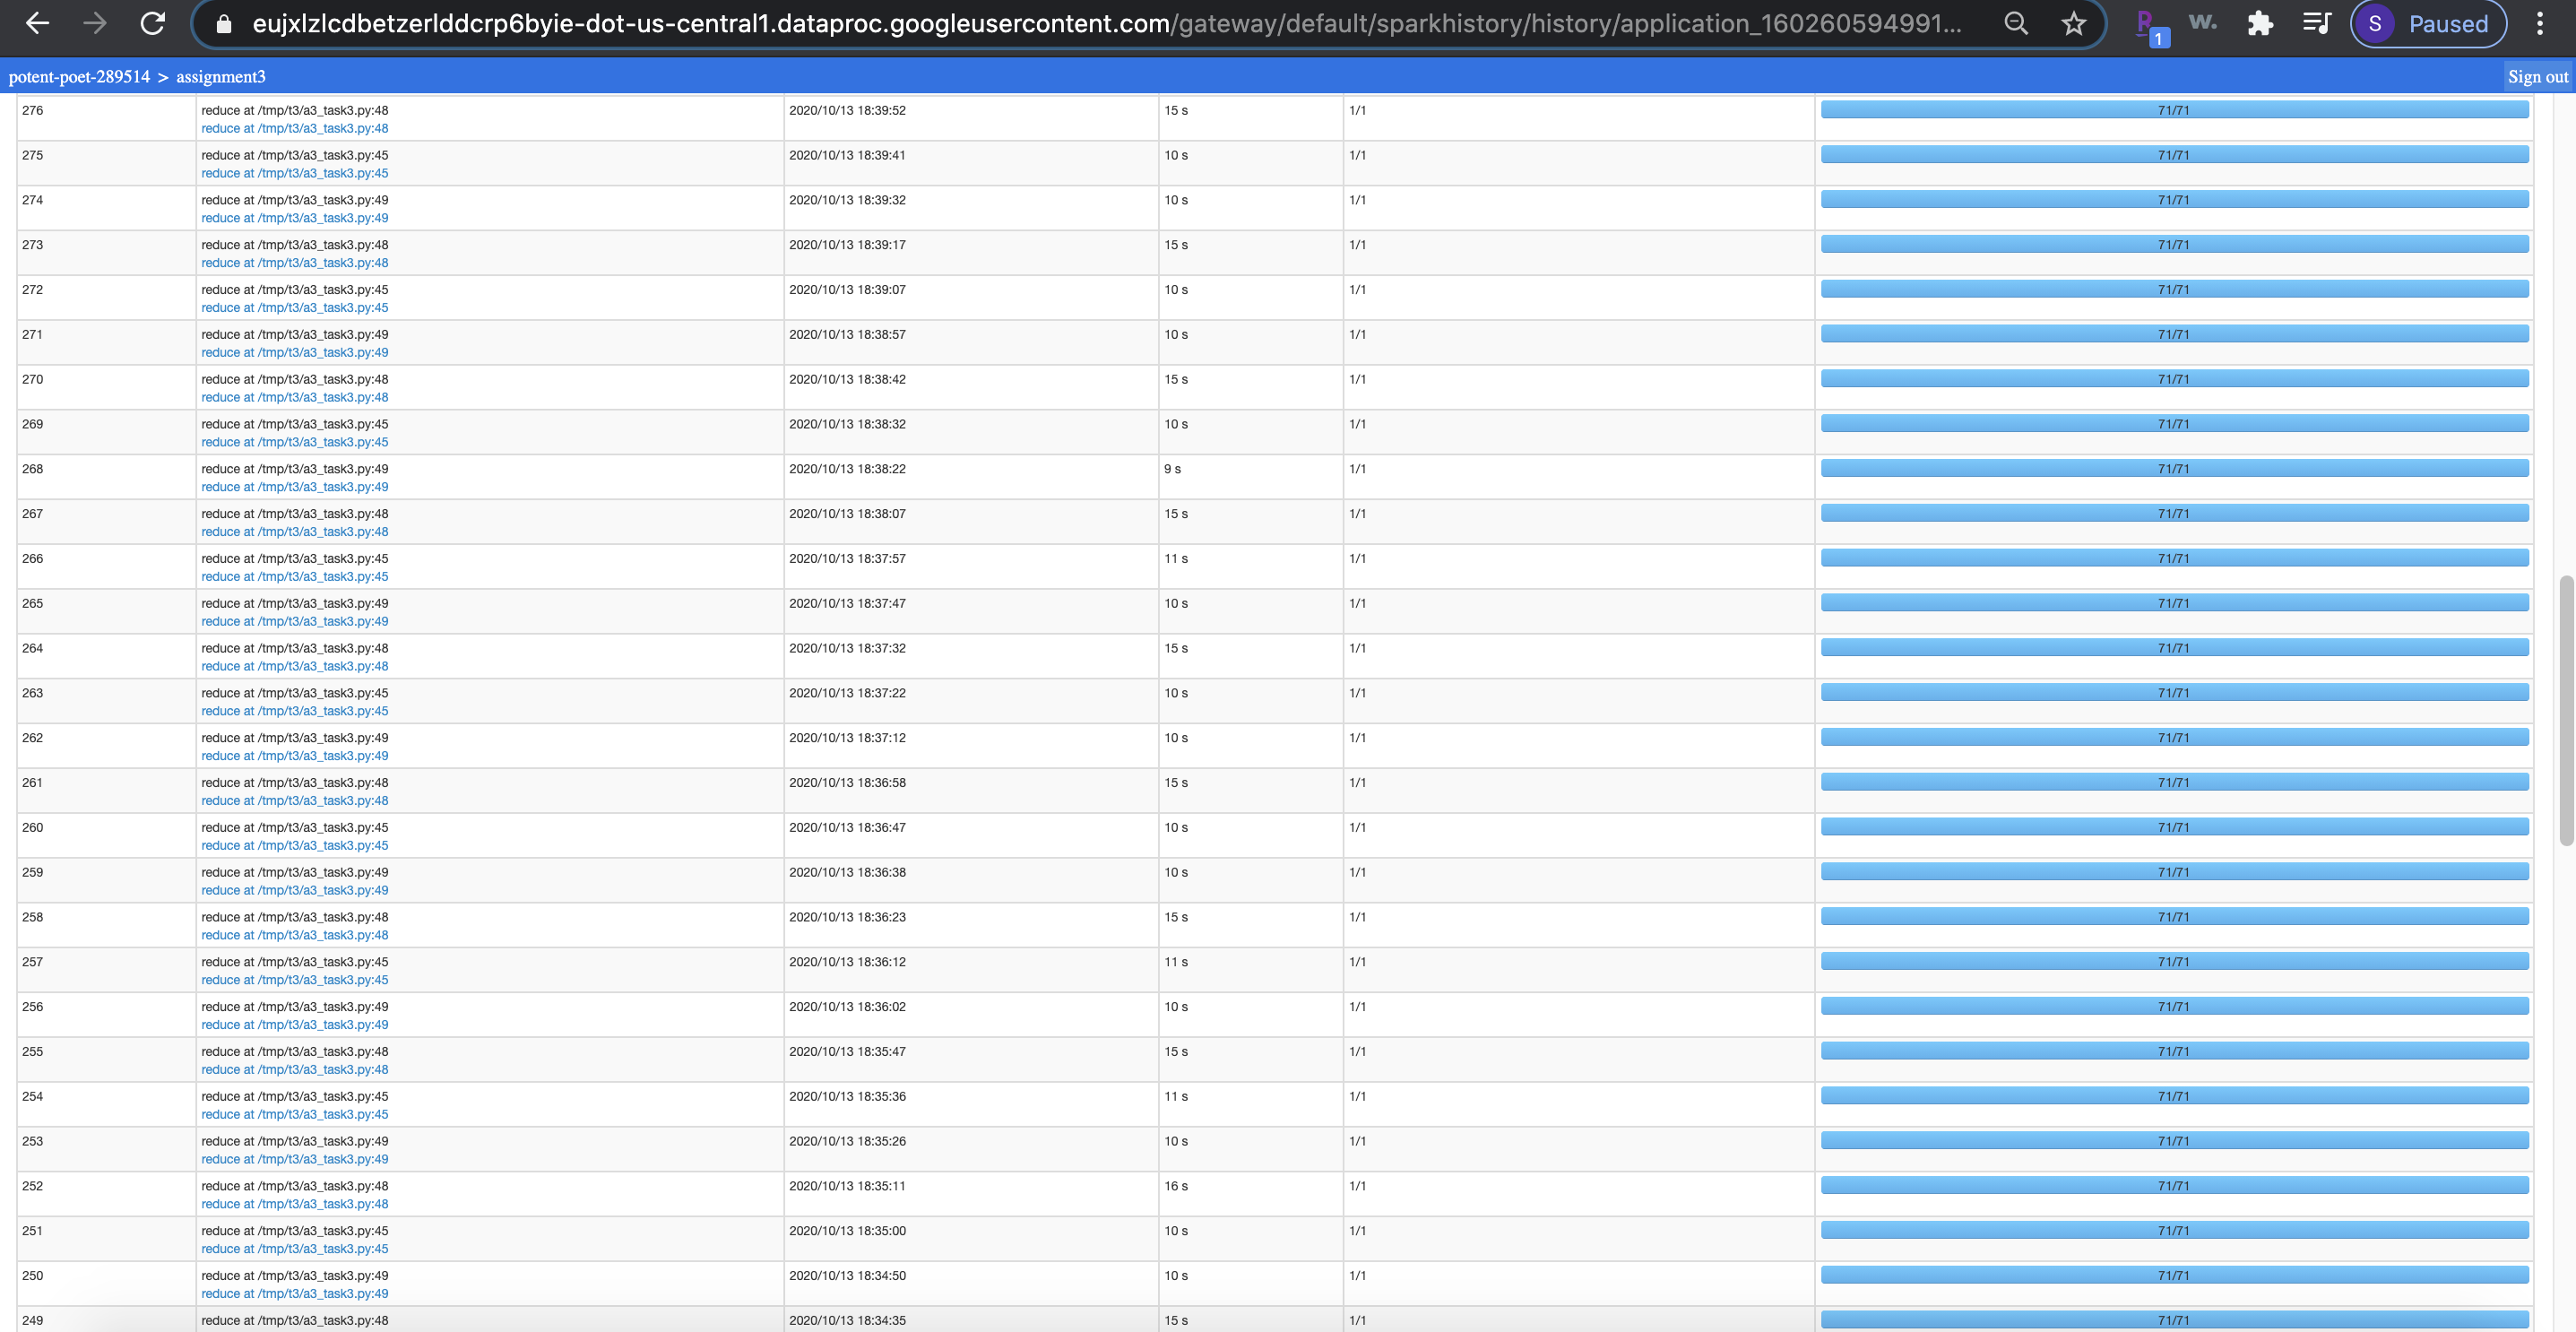 eujxlzlcdbetzerlddcrp6byie-dot-us-central1.dataproc.googleusercontent.com/gateway/default/sparkhistory/history/application_160260594991... 1 w. S Paused
potent-poet-289514 > assignment3 Sign out
276 reduce at /tmp/t3/a3_task3.py:48 2020/10/13 18:39:52 15 s 1/1 71/71
reduce at /tmp/t3/a3_task3.py:48
275 reduce at /tmp/t3/a3_task3.py:45 2020/10/13 18:39:41 10 s 1/1 71/71
reduce at /tmp/t3/a3_task3.py:45
274 reduce at /tmp/t3/a3_task3.py:49 2020/10/13 18:39:32 10 s 1/1 71/71
reduce at /tmp/t3/a3_task3.py:49
273 reduce at /tmp/t3/a3_task3.py:48 2020/10/13 18:39:17 15 s 1/1 71/71
reduce at /tmp/t3/a3_task3.py:48
272 reduce at /tmp/t3/a3_task3.py:45 2020/10/13 18:39:07 10 s 1/1 71/71
reduce at /tmp/t3/a3_task3.py:45
271 reduce at /tmp/t3/a3_task3.py:49 2020/10/13 18:38:57 10 s 1/1 71/71
reduce at /tmp/t3/a3_task3.py:49
270 reduce at /tmp/t3/a3_task3.py:48 2020/10/13 18:38:42 15 s 1/1 71/71
reduce at /tmp/t3/a3_task3.py:48
269 reduce at /tmp/t3/a3_task3.py:45 2020/10/13 18:38:32 10 s 1/1 71/71
reduce at /tmp/t3/a3_task3.py:45
268 reduce at /tmp/t3/a3_task3.py:49 2020/10/13 18:38:22 9 s 1/1 71/71
reduce at /tmp/t3/a3_task3.py:49
267 reduce at /tmp/t3/a3_task3.py:48 2020/10/13 18:38:07 15 s 1/1 71/71
reduce at /tmp/t3/a3_task3.py:48
266 reduce at /tmp/t3/a3_task3.py:45 2020/10/13 18:37:57 11 s 1/1 71/71
reduce at /tmp/t3/a3_task3.py:45
265 reduce at /tmp/t3/a3_task3.py:49 2020/10/13 18:37:47 10 s 1/1 71/71
reduce at /tmp/t3/a3_task3.py:49
264 reduce at /tmp/t3/a3_task3.py:48 2020/10/13 18:37:32 15 s 1/1 71/71
reduce at /tmp/t3/a3_task3.py:48
263 reduce at /tmp/t3/a3_task3.py:45 2020/10/13 18:37:22 10 s 1/1 71/71
reduce at /tmp/t3/a3_task3.py:45
262 reduce at /tmp/t3/a3_task3.py:49 2020/10/13 18:37:12 10 s 1/1 71/71
reduce at /tmp/t3/a3_task3.py:49
261 reduce at /tmp/t3/a3_task3.py:48 2020/10/13 18:36:58 15 s 1/1 71/71
reduce at /tmp/t3/a3_task3.py:48
260 reduce at /tmp/t3/a3_task3.py:45 2020/10/13 18:36:47 10 s 1/1 71/71
reduce at /tmp/t3/a3_task3.py:45
259 reduce at /tmp/t3/a3_task3.py:49 2020/10/13 18:36:38 10 s 1/1 71/71
reduce at /tmp/t3/a3_task3.py:49
258 reduce at /tmp/t3/a3_task3.py:48 2020/10/13 18:36:23 15 s 1/1 71/71
reduce at /tmp/t3/a3_task3.py:48
257 reduce at /tmp/t3/a3_task3.py:45 2020/10/13 18:36:12 11 s 1/1 71/71
reduce at /tmp/t3/a3_task3.py:45
256 reduce at /tmp/t3/a3_task3.py:49 2020/10/13 18:36:02 10 s 1/1 71/71
reduce at /tmp/t3/a3_task3.py:49
255 reduce at /tmp/t3/a3_task3.py:48 2020/10/13 18:35:47 15 s 1/1 71/71
reduce at /tmp/t3/a3_task3.py:48
254 reduce at /tmp/t3/a3_task3.py:45 2020/10/13 18:35:36 11 s 1/1 71/71
reduce at /tmp/t3/a3_task3.py:45
253 reduce at /tmp/t3/a3_task3.py:49 2020/10/13 18:35:26 10 s 1/1 71/71
reduce at /tmp/t3/a3_task3.py:49
252 reduce at /tmp/t3/a3_task3.py:48 2020/10/13 18:35:11 16 s 1/1 71/71
reduce at /tmp/t3/a3_task3.py:48
251 reduce at /tmp/t3/a3_task3.py:45 2020/10/13 18:35:00 10 s 1/1 71/71
reduce at /tmp/t3/a3_task3.py:45
250 reduce at /tmp/t3/a3_task3.py:49 2020/10/13 18:34:50 10 s 1/1 71/71
reduce at /tmp/t3/a3_task3.py:49
249 reduce at /tmp/t3/a3_task3.py:48 2020/10/13 18:34:35 15 s 1/1 71/71